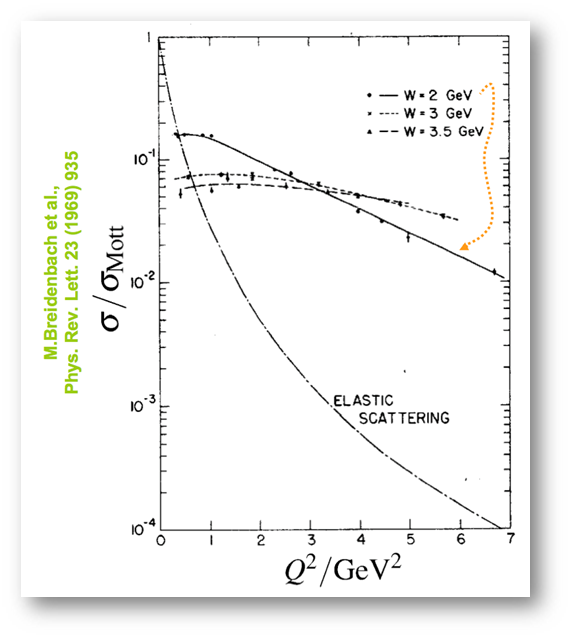 M.Breidenbach et al.,
Phys. Rev. Lett. 23 (1969) 935
σ / σ_Mott
1
10⁻¹
10⁻²
10⁻³
10⁻⁴
W = 2 GeV
W = 3 GeV
W = 3.5 GeV
ELASTIC
SCATTERING
0 1 2 3 4 5 6 7
Q²/GeV²